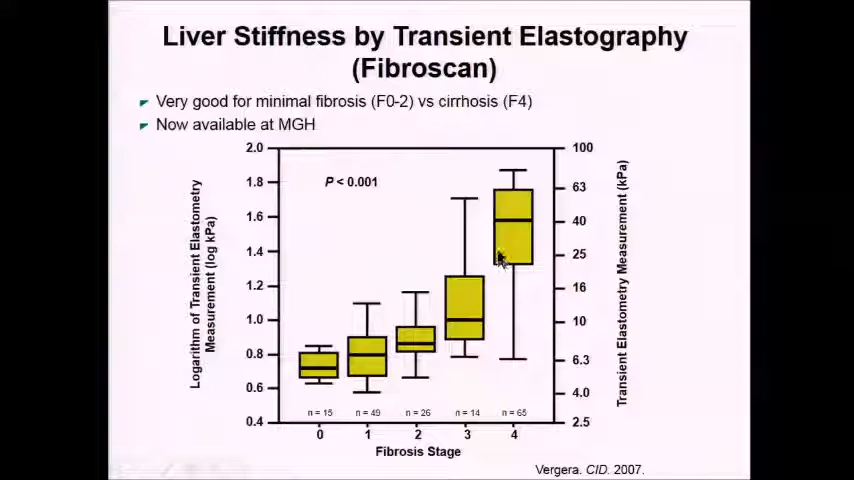 Liver Stiffness by Transient Elastography
(Fibroscan)
Very good for minimal fibrosis (F0-2) vs cirrhosis (F4)
Now available at MGH
Logarithm of Transient Elastometry
Measurement (log kPa)
2.0
1.8
1.6
1.4
1.2
1.0
0.8
0.6
0.4
P < 0.001
n = 15
n = 49
n = 26
n = 14
n = 65
0
1
2
3
4
Fibrosis Stage
100
63
40
25
16
10
6.3
4.0
2.5
Transient Elastometry Measurement (kPa)
Vergera. CID. 2007.